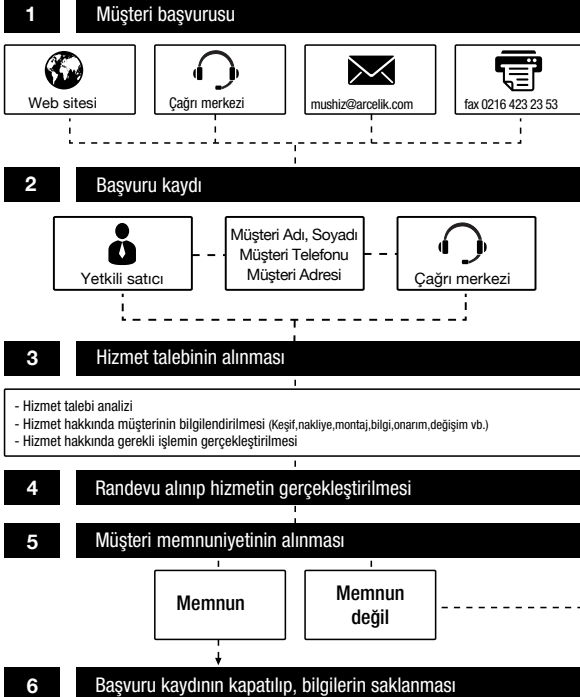 1 Müşteri başvurusu
Web sitesi
Çağrı merkezi
mushiz@arcelik.com
fax 0216 423 23 53
2 Başvuru kaydı
Yetkili satıcı
Müşteri Adı, Soyadı
Müşteri Telefonu
Müşteri Adresi
Çağrı merkezi
3 Hizmet talebinin alınması
- Hizmet talebi analizi
- Hizmet hakkında müşterinin bilgilendirilmesi (Keşif,nakliye,montaj,bilgi,onarım,değişim vb.)
- Hizmet hakkında gerekli işlemin gerçekleştirilmesi
4 Randevu alınıp hizmetin gerçekleştirilmesi
5 Müşteri memnuniyetinin alınması
Memnun
Memnun
değil
6 Başvuru kaydının kapatılıp, bilgilerin saklanması